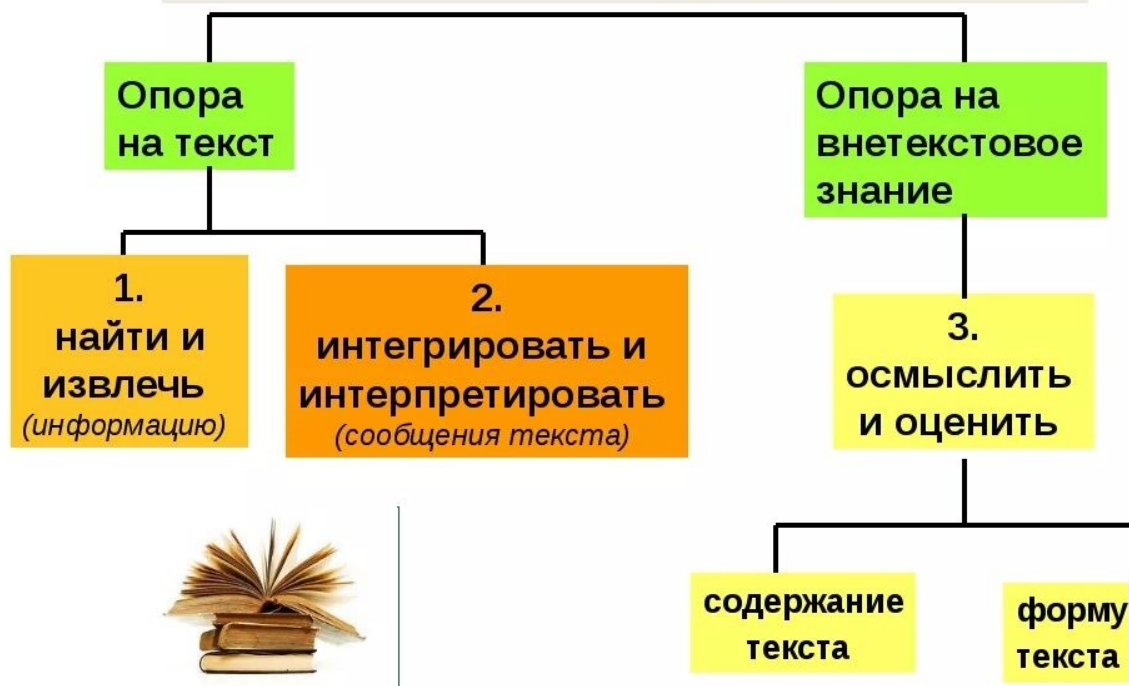 Опора
на текст
Опора на
внетекстовое
знание
1.
найти и
извлечь
(информацию)
2.
интегрировать и
интерпретировать
(сообщения текста)
3.
осмыслить
и оценить
содержание
текста
форму
текста